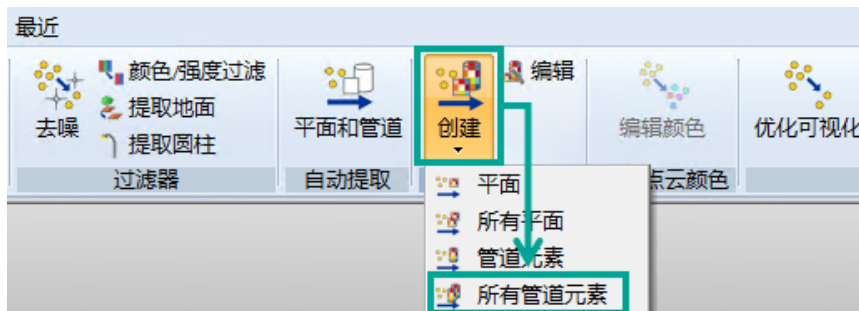 最近
去噪
颜色/强度过滤
提取地面
提取圆柱
过滤器
平面和管道
自动提取
创建
编辑
编辑颜色
点云颜色
优化可视化
平面
所有平面
管道元素
所有管道元素